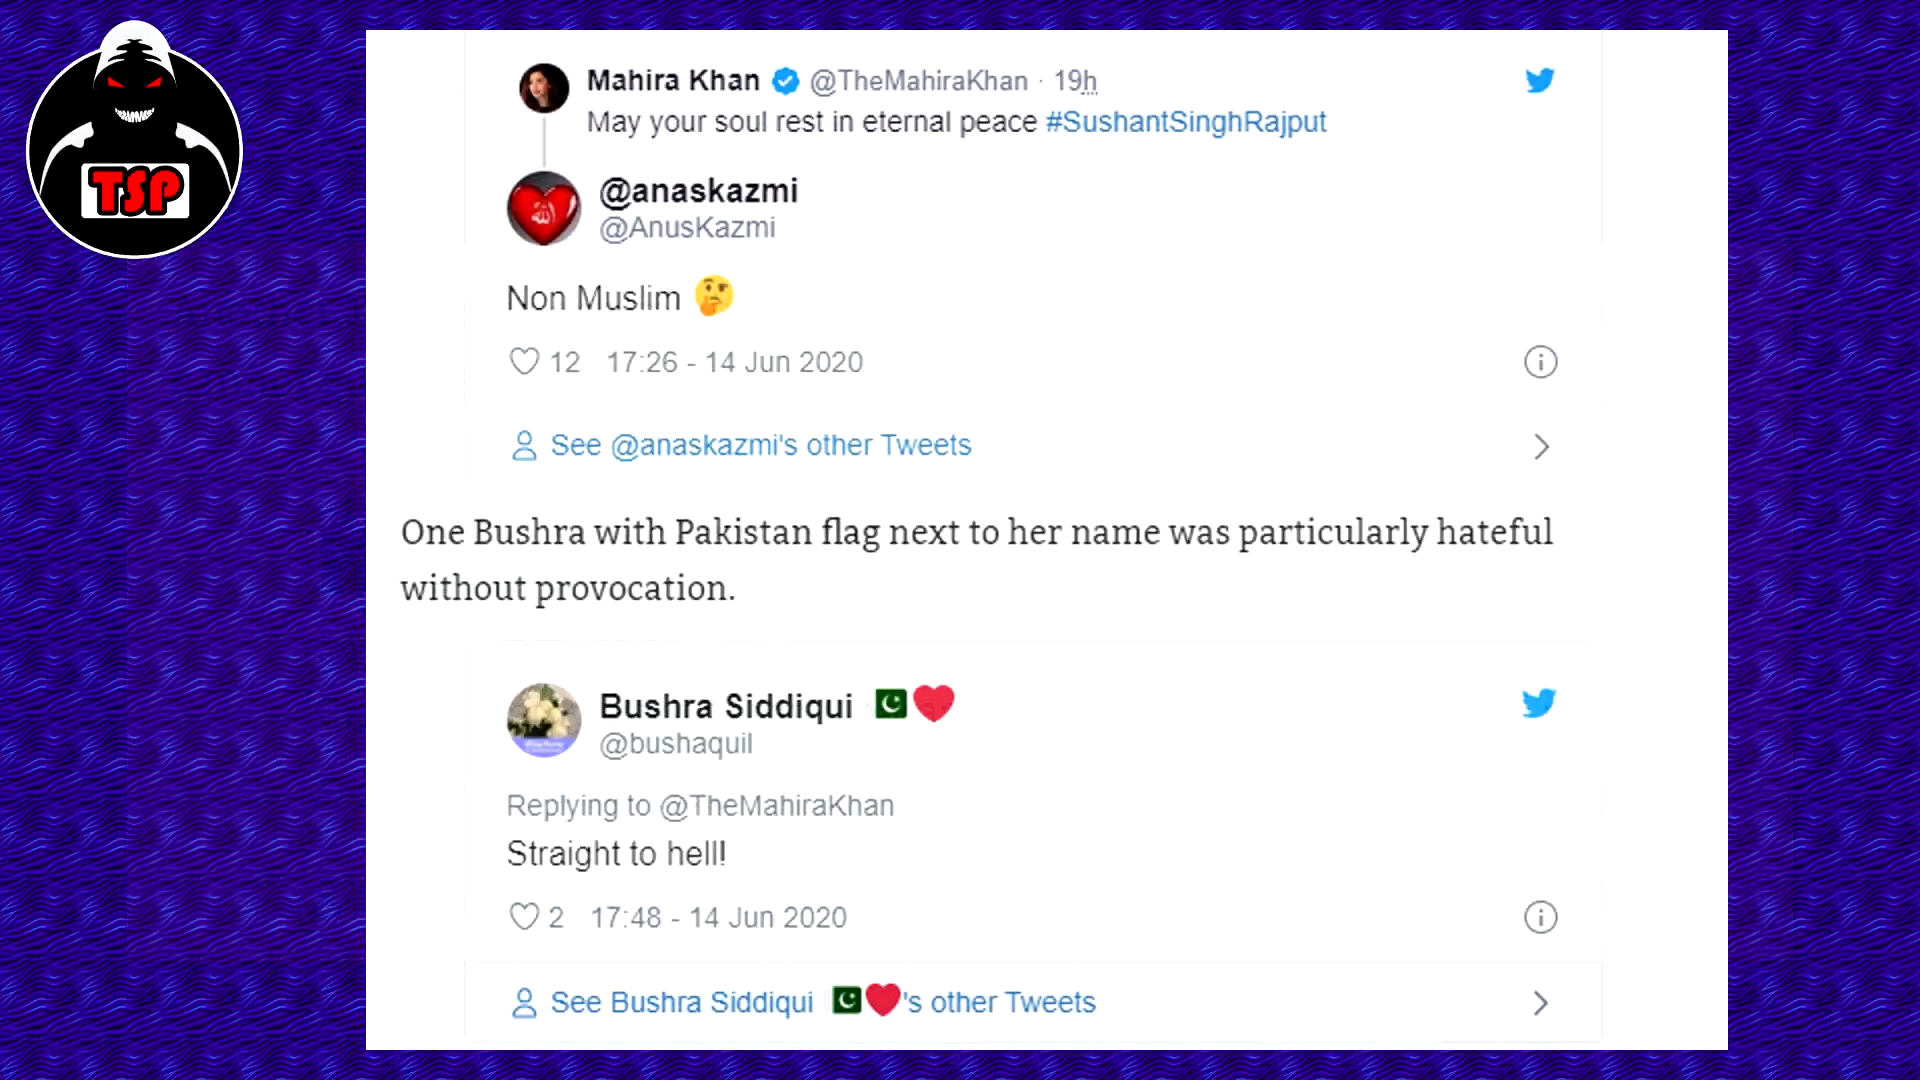 TSP
Mahira Khan @TheMahiraKhan · 19h
May your soul rest in eternal peace #SushantSinghRajput
@anaskazmi
@AnusKazmi
Non Muslim 🤔
12 17:26 - 14 Jun 2020
See @anaskazmi's other Tweets
One Bushra with Pakistan flag next to her name was particularly hateful
without provocation.
Bushra Siddiqui 🇵🇰❤️
@bushaquil
Replying to @TheMahiraKhan
Straight to hell!
2 17:48 - 14 Jun 2020
See Bushra Siddiqui 🇵🇰❤️'s other Tweets